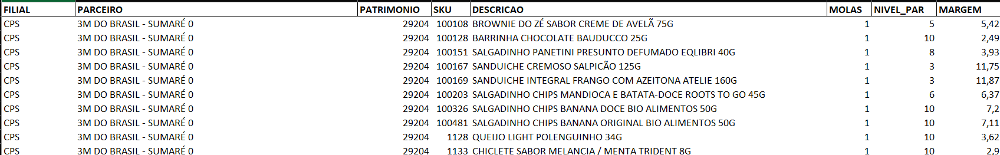 FILIAL PARCEIRO PATRIMONIO SKU DESCRICAO MOLAS NIVEL_PAR MARGEM
CPS 3M DO BRASIL - SUMARÉ 0 29204 100108 BROWNIE DO ZÉ SABOR CREME DE AVELÃ 75G 1 5 5,42
CPS 3M DO BRASIL - SUMARÉ 0 29204 100128 BARRINHA CHOCOLATE BAUDUCCO 25G 1 10 2,49
CPS 3M DO BRASIL - SUMARÉ 0 29204 100151 SALGADINHO PANETINI PRESUNTO DEFUMADO EQLIBRI 40G 1 8 3,93
CPS 3M DO BRASIL - SUMARÉ 0 29204 100167 SANDUICHE CREMOSO SALPICÃO 125G 1 3 11,75
CPS 3M DO BRASIL - SUMARÉ 0 29204 100169 SANDUICHE INTEGRAL FRANGO COM AZEITONA ATELIE 160G 1 3 11,87
CPS 3M DO BRASIL - SUMARÉ 0 29204 100203 SALGADINHO CHIPS MANDIOCA E BATATA-DOCE ROOTS TO GO 45G 1 6 6,37
CPS 3M DO BRASIL - SUMARÉ 0 29204 100326 SALGADINHO CHIPS BANANA DOCE BIO ALIMENTOS 50G 1 10 7,2
CPS 3M DO BRASIL - SUMARÉ 0 29204 100481 SALGADINHO CHIPS BANANA ORIGINAL BIO ALIMENTOS 50G 1 10 7,11
CPS 3M DO BRASIL - SUMARÉ 0 29204 1128 QUEIJO LIGHT POLENGUINHO 34G 1 10 3,62
CPS 3M DO BRASIL - SUMARÉ 0 29204 1133 CHICLETE SABOR MELANCIA / MENTA TRIDENT 8G 1 10 2,9